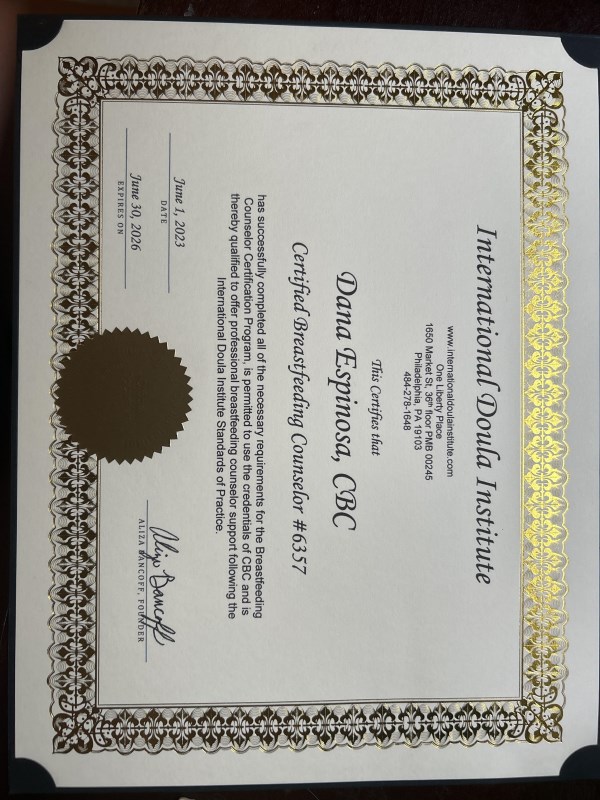 International Doula Institute
www.internationaldoulainstitute.com
One Liberty Place
1650 Market St, 36th floor PMB 00245
Philadelphia, PA 19103
484-278-1648
This Certifies that
Dana Espinosa, CBC
Certified Breastfeeding Counselor #6357
has successfully completed all of the necessary requirements for the Breastfeeding
Counselor Certification Program, is permitted to use the credentials of CBC and is
thereby qualified to offer professional breastfeeding counselor support following the
International Doula Institute Standards of Practice.
June 1, 2023
DATE
June 30, 2026
EXPIRES ON
Aliza Bancoff
ALIZA BANCOFF, FOUNDER